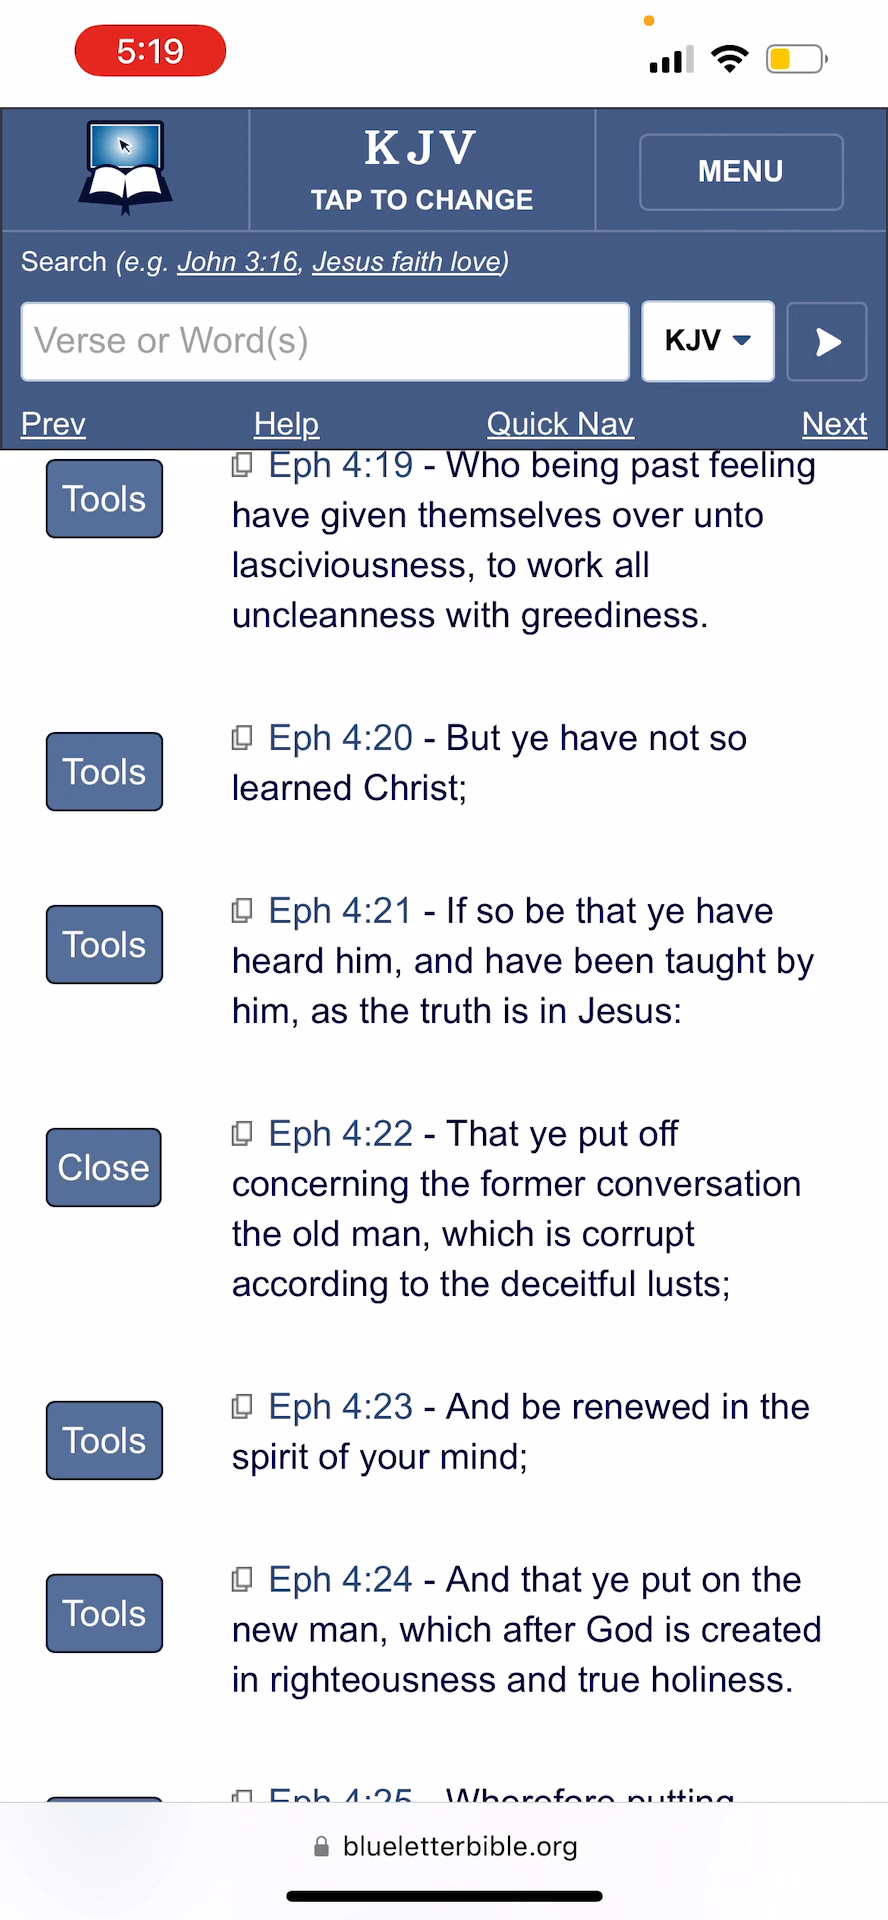 5:19
KJV
TAP TO CHANGE
MENU
Search (e.g. John 3:16, Jesus faith love)
Verse or Word(s)
KJV
Prev Help Quick Nav Next
Tools
Eph 4:19 - Who being past feeling
have given themselves over unto
lasciviousness, to work all
uncleanness with greediness.
Tools
Eph 4:20 - But ye have not so
learned Christ;
Tools
Eph 4:21 - If so be that ye have
heard him, and have been taught by
him, as the truth is in Jesus:
Close
Eph 4:22 - That ye put off
concerning the former conversation
the old man, which is corrupt
according to the deceitful lusts;
Tools
Eph 4:23 - And be renewed in the
spirit of your mind;
Tools
Eph 4:24 - And that ye put on the
new man, which after God is created
in righteousness and true holiness.
Eph 4:25 - Wherefore putting
blueletterbible.org